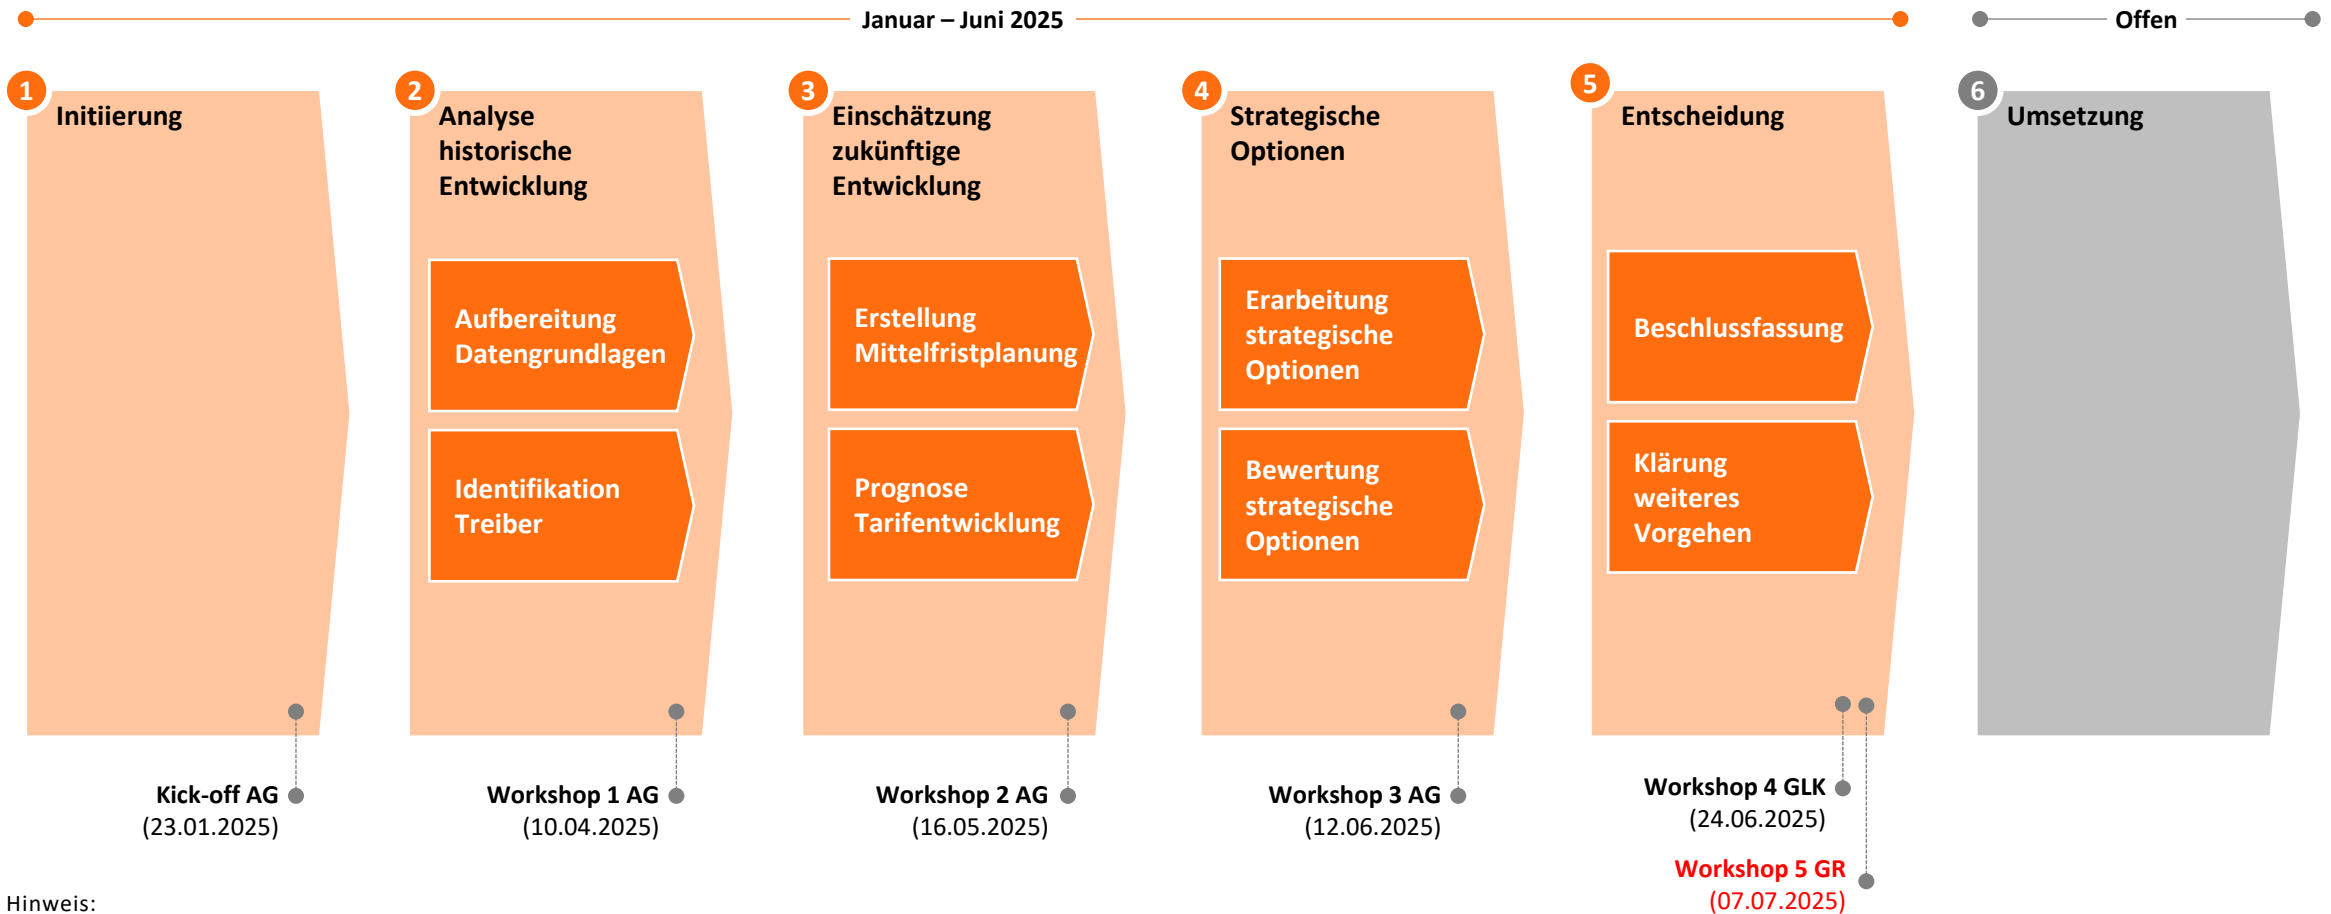 Januar – Juni 2025
Offen
1
Initiierung
2
Analyse
historische
Entwicklung
Aufbereitung
Datengrundlagen
Identifikation
Treiber
3
Einschätzung
zukünftige
Entwicklung
Erstellung
Mittelfristplanung
Prognose
Tarifentwicklung
4
Strategische
Optionen
Erarbeitung
strategische
Optionen
Bewertung
strategische
Optionen
5
Entscheidung
Beschlussfassung
Klärung
weiteres
Vorgehen
6
Umsetzung
Kick-off AG
(23.01.2025)
Workshop 1 AG
(10.04.2025)
Workshop 2 AG
(16.05.2025)
Workshop 3 AG
(12.06.2025)
Workshop 4 GLK
(24.06.2025)
Workshop 5 GR
(07.07.2025)
Hinweis: